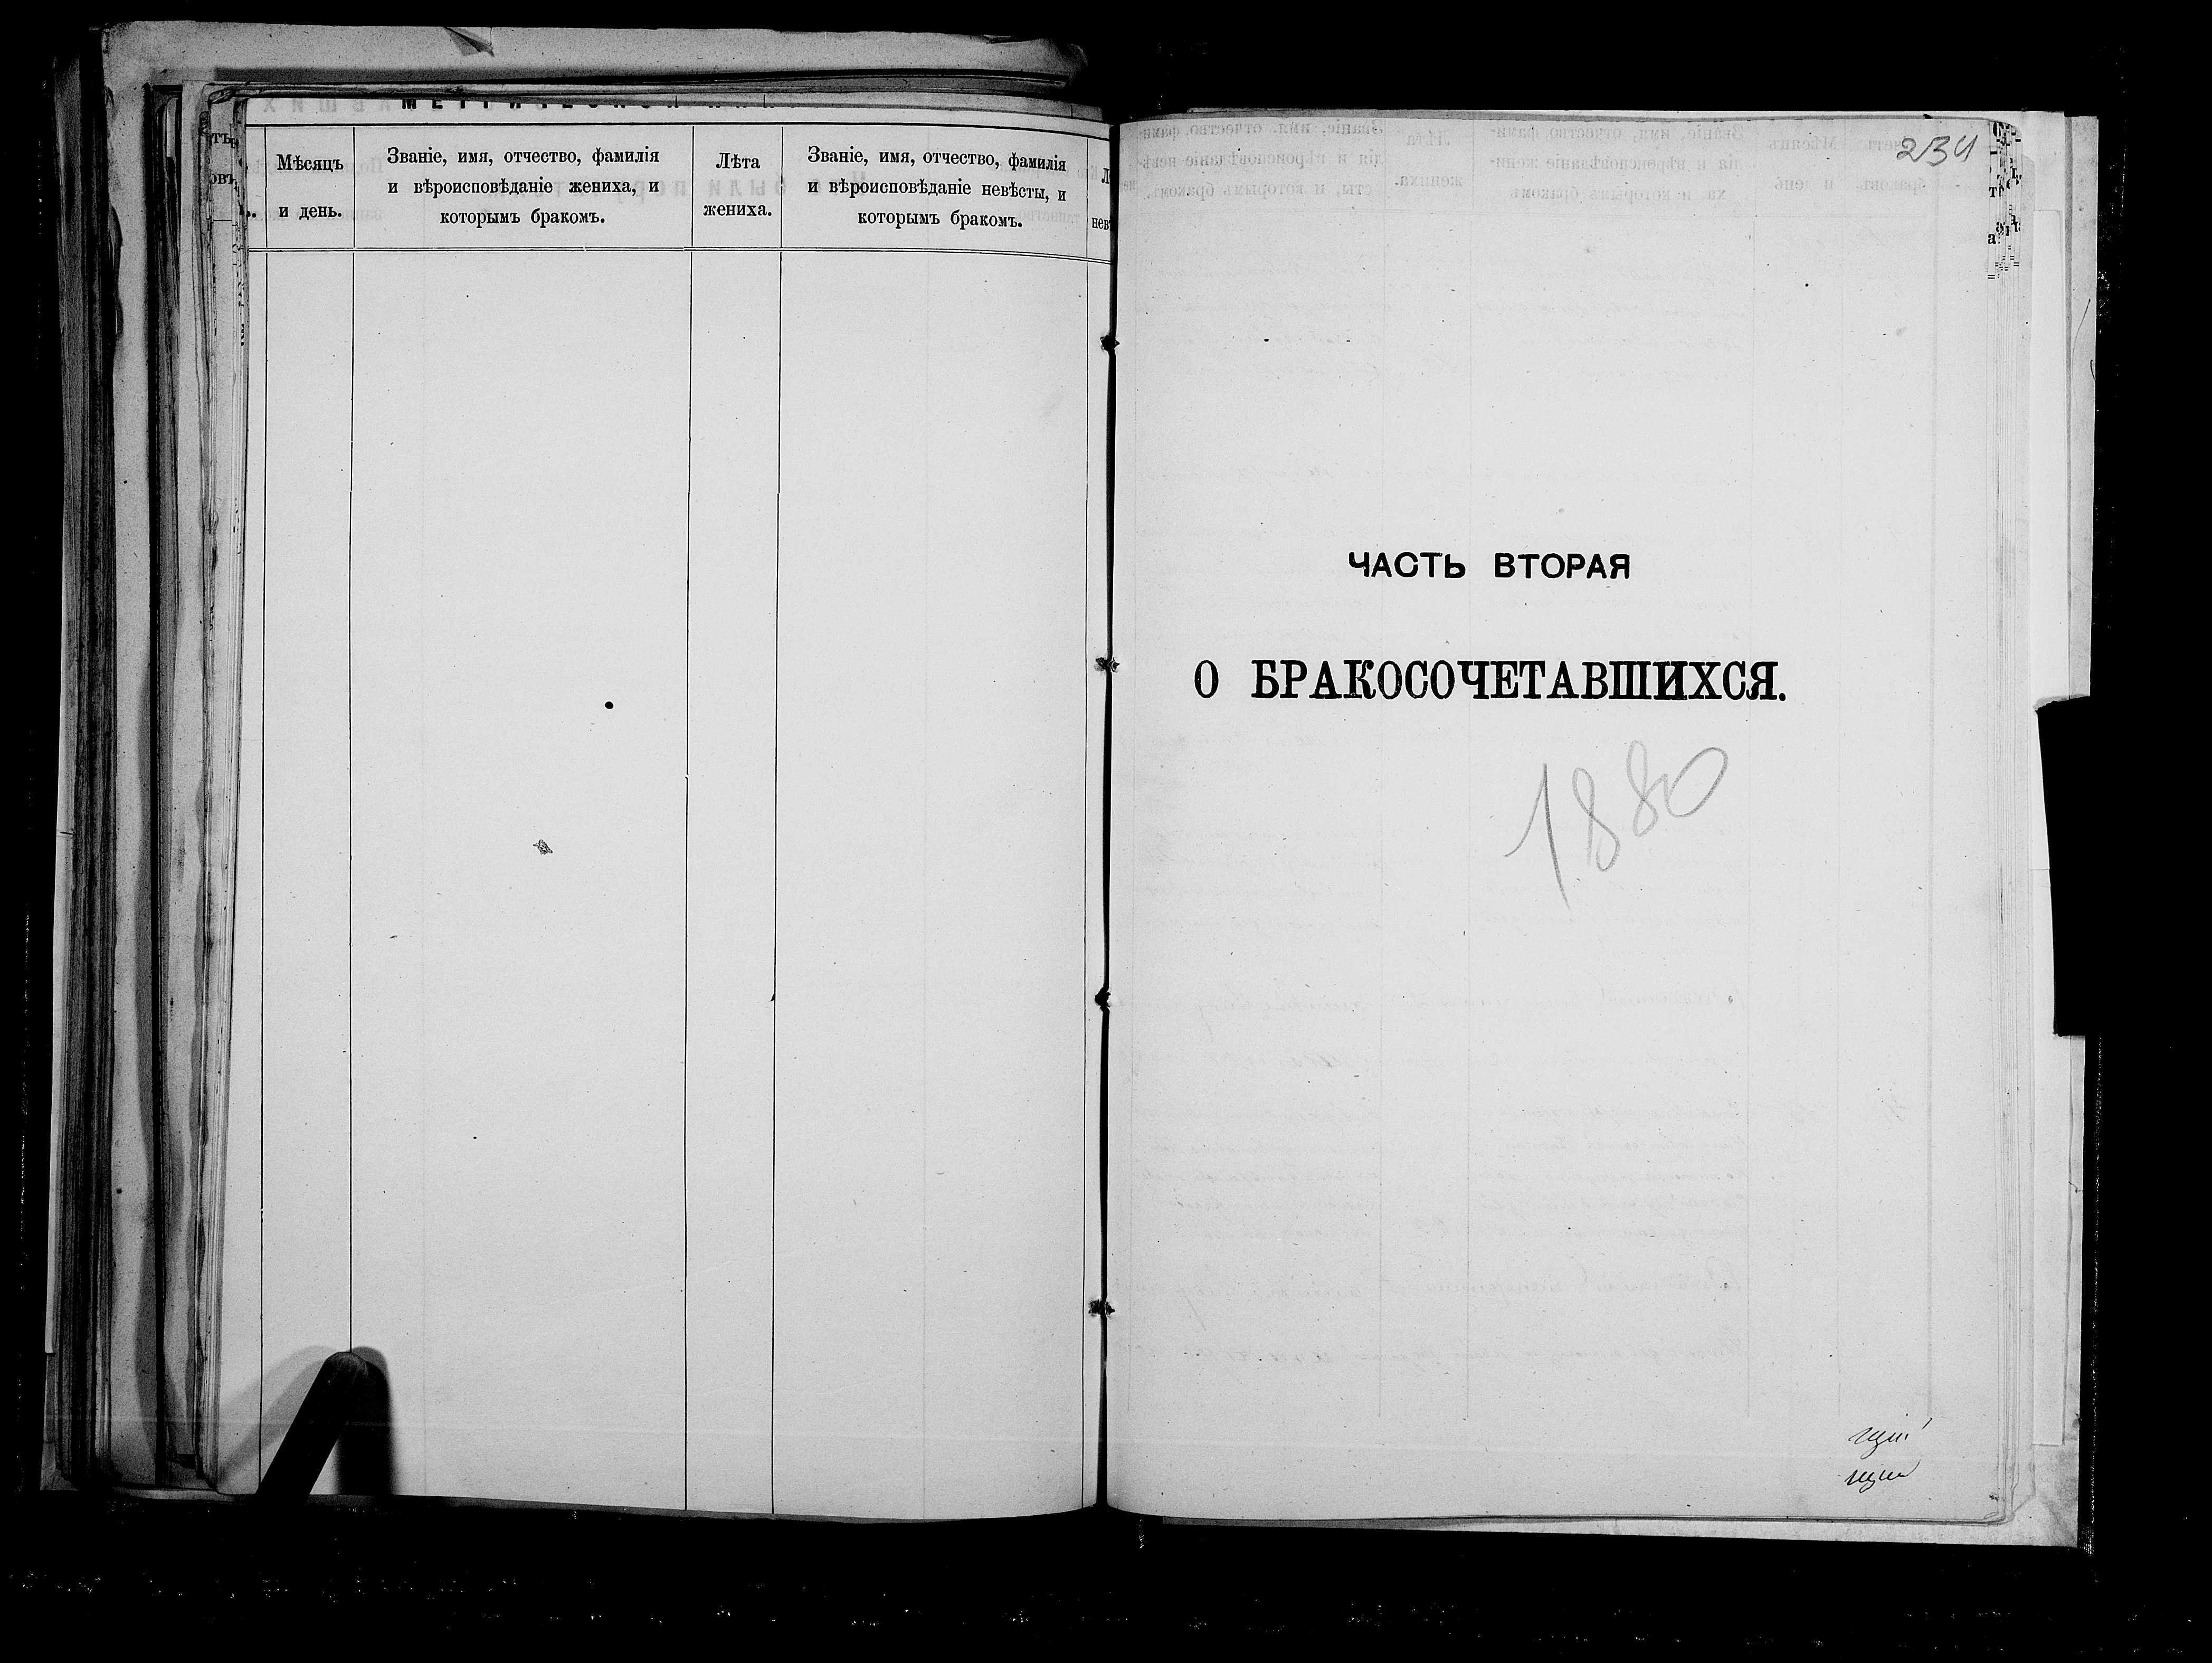 Мѣсяцъ
и день.
Званіе, имя, отчество, фамилія
и вѣроисповѣданіе жениха, и
которымъ бракомъ.
Лѣта
жениха.
Званіе, имя, отчество, фамилія
и вѣроисповѣданіе невѣсты, и
которымъ бракомъ.
234
ЧАСТЬ ВТОРАЯ
О БРАКОСОЧЕТАВШИХСЯ.
1880